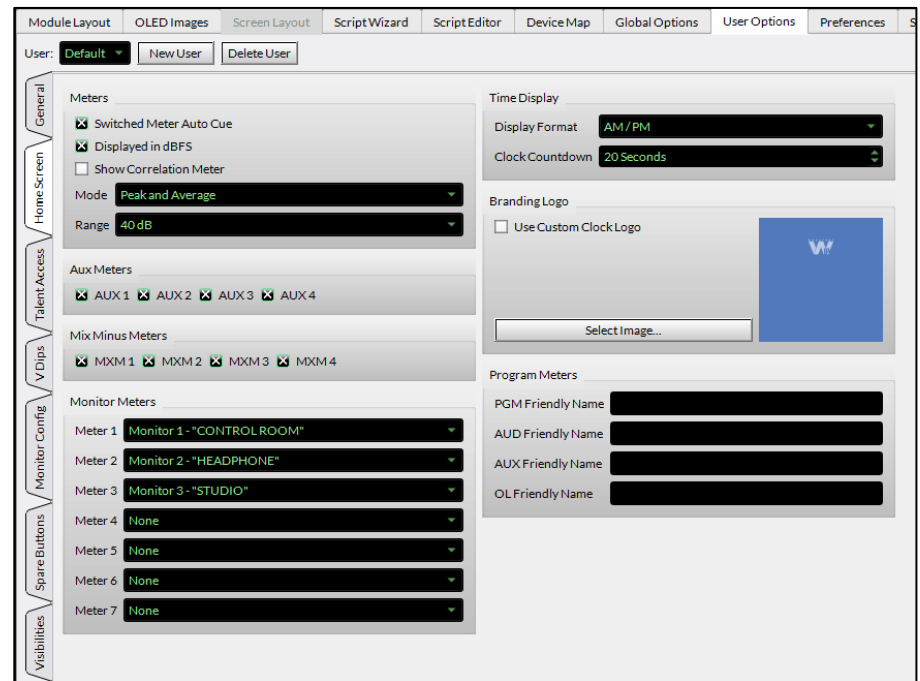 Module Layout OLED Images Screen Layout Script Wizard Script Editor Device Map Global Options User Options Preferences
User: Default New User Delete User
General
Home Screen
Talent Access
V Dips
Monitor Config
Spare Buttons
Visibilities
Meters
Switched Meter Auto Cue
Displayed in dBFS
Show Correlation Meter
Mode Peak and Average
Range 40 dB
Aux Meters
AUX 1 AUX 2 AUX 3 AUX 4
Mix Minus Meters
MXM 1 MXM 2 MXM 3 MXM 4
Monitor Meters
Meter 1 Monitor 1 - "CONTROL ROOM"
Meter 2 Monitor 2 - "HEADPHONE"
Meter 3 Monitor 3 - "STUDIO"
Meter 4 None
Meter 5 None
Meter 6 None
Meter 7 None
Time Display
Display Format AM / PM
Clock Countdown 20 Seconds
Branding Logo
Use Custom Clock Logo
W
Select Image...
Program Meters
PGM Friendly Name
AUD Friendly Name
AUX Friendly Name
OL Friendly Name